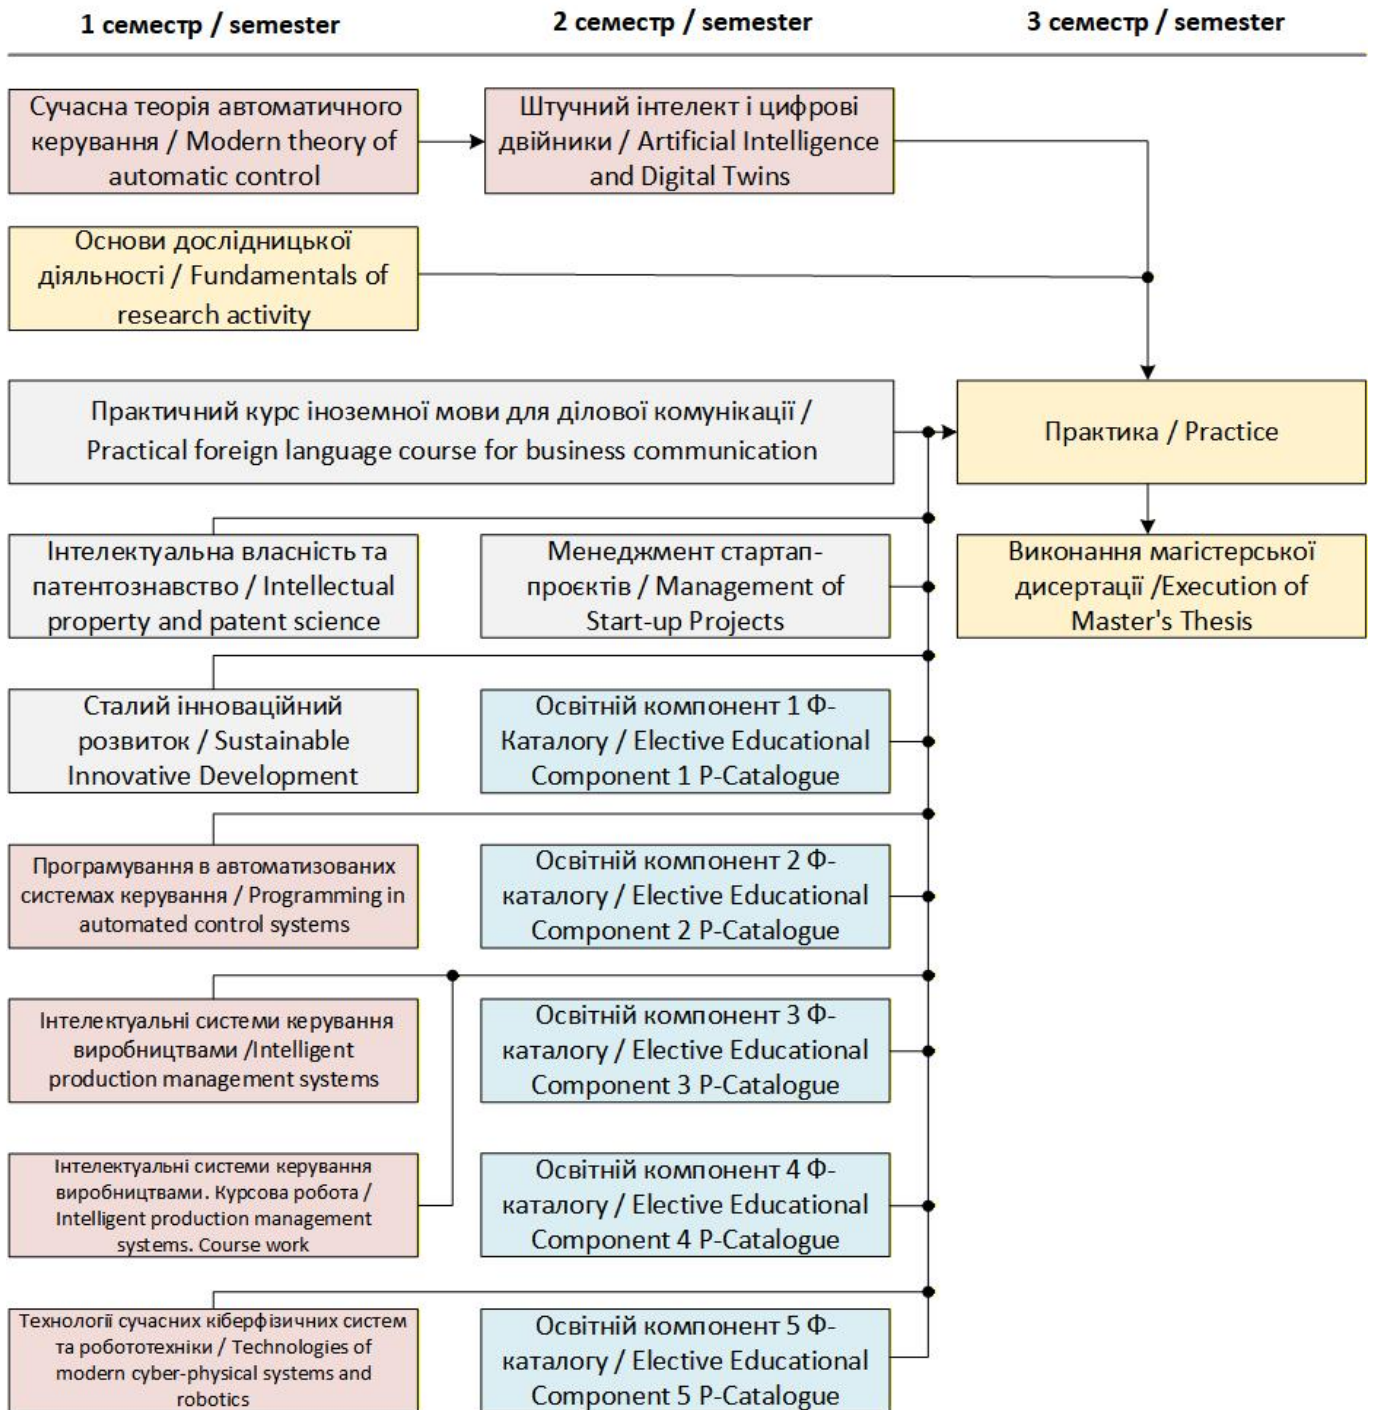 1 семестр / semester
2 семестр / semester
3 семестр / semester
Сучасна теорія автоматичного
керування / Modern theory of
automatic control
Штучний інтелект і цифрові
двійники / Artificial Intelligence
and Digital Twins
Основи дослідницької
діяльності / Fundamentals of
research activity
Практичний курс іноземної мови для ділової комунікації /
Practical foreign language course for business communication
Практика / Practice
Інтелектуальна власність та
патентознавство / Intellectual
property and patent science
Менеджмент стартап-
проєктів / Management of
Start-up Projects
Виконання магістерської
дисертації /Execution of
Master's Thesis
Сталий інноваційний
розвиток / Sustainable
Innovative Development
Освітній компонент 1 Ф-
Каталогу / Elective Educational
Component 1 P-Catalogue
Програмування в автоматизованих
системах керування / Programming in
automated control systems
Освітній компонент 2 Ф-
каталогу / Elective Educational
Component 2 P-Catalogue
Інтелектуальні системи керування
виробництвами /Intelligent
production management systems
Освітній компонент 3 Ф-
каталогу / Elective Educational
Component 3 P-Catalogue
Інтелектуальні системи керування
виробництвами. Курсова робота /
Intelligent production management
systems. Course work
Освітній компонент 4 Ф-
каталогу / Elective Educational
Component 4 P-Catalogue
Технології сучасних кіберфізичних систем
та робототехніки / Technologies of
modern cyber-physical systems and
robotics
Освітній компонент 5 Ф-
каталогу / Elective Educational
Component 5 P-Catalogue